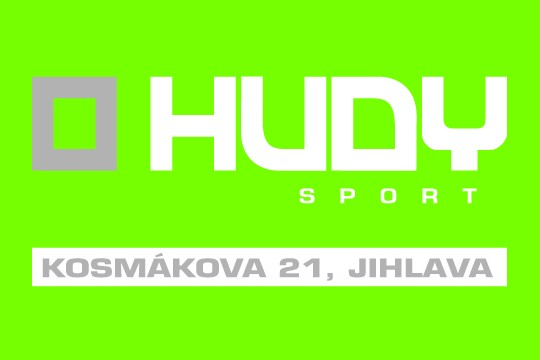 HUDY
SPORT
KOSMÁKOVA 21, JIHLAVA